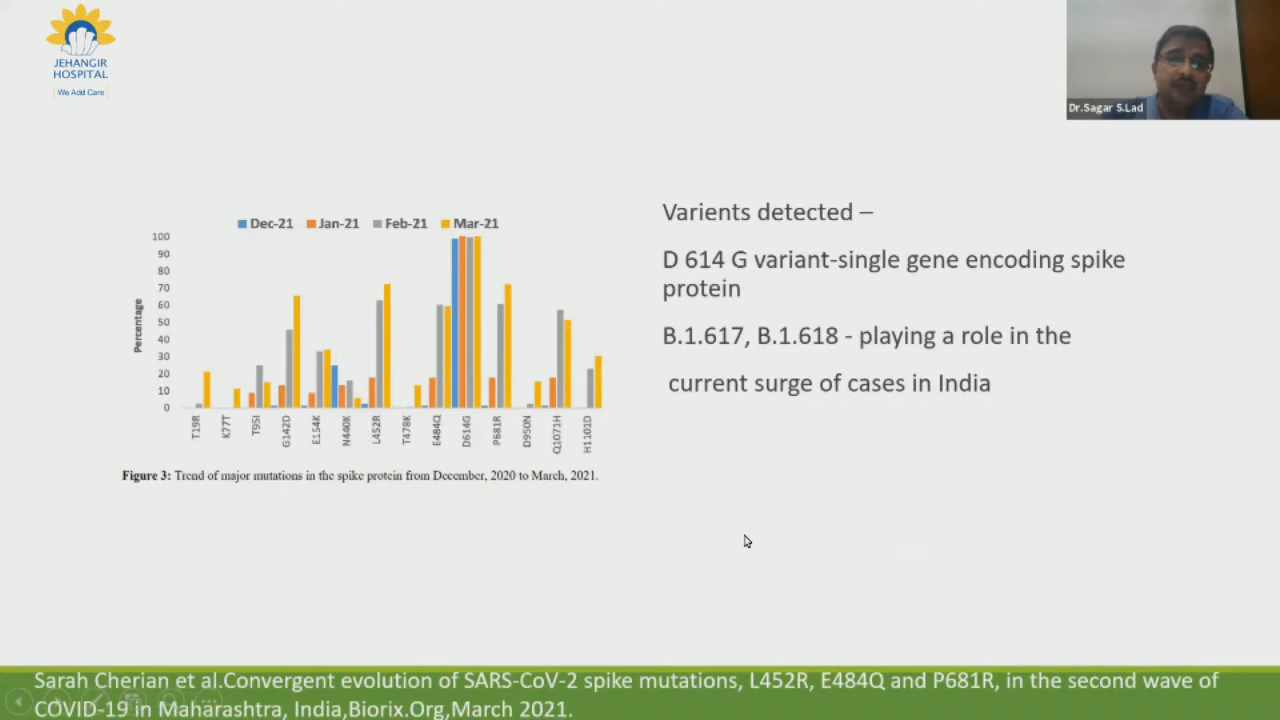 JEHANGIR
HOSPITAL
We Add Care
Dr.Sagar S.Lad
Dec-21 Jan-21 Feb-21 Mar-21
Percentage
100
90
80
70
60
50
40
30
20
10
0
T19R K77T T95I G142D E154K N440K L452R T478K E484Q D614G P681R D950N Q1071H H1101D
Figure 3: Trend of major mutations in the spike protein from December, 2020 to March, 2021.
Varients detected –
D 614 G variant-single gene encoding spike
protein
B.1.617, B.1.618 - playing a role in the
current surge of cases in India
Sarah Cherian et al.Convergent evolution of SARS-CoV-2 spike mutations, L452R, E484Q and P681R, in the second wave of
COVID-19 in Maharashtra, India,Biorix.Org,March 2021.